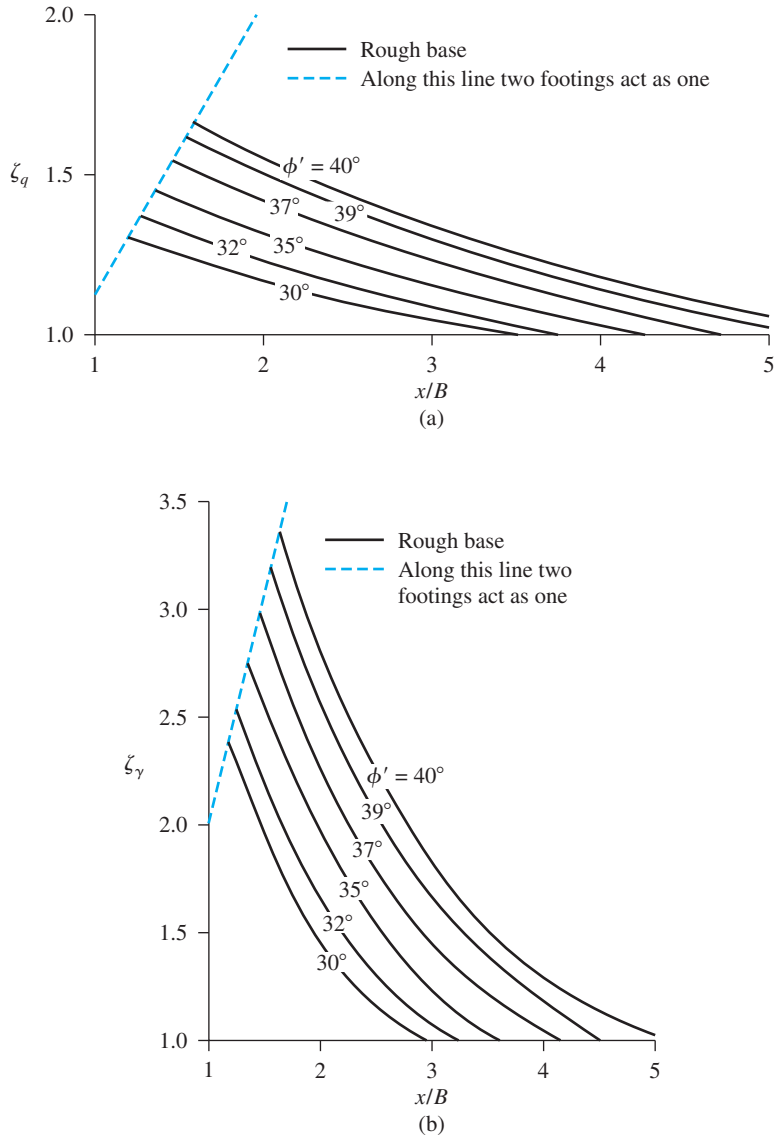 2.0
Rough base
Along this line two footings act as one
ϕ′ = 40°
ζq
1.5
37°
39°
32°
35°
30°
1.0
1
2
3
4
5
x/B
(a)
3.5
Rough base
Along this line two
footings act as one
3.0
2.5
ϕ′ = 40°
ζγ
39°
2.0
37°
35°
32°
1.5
30°
1.0
1
2
3
4
5
x/B
(b)